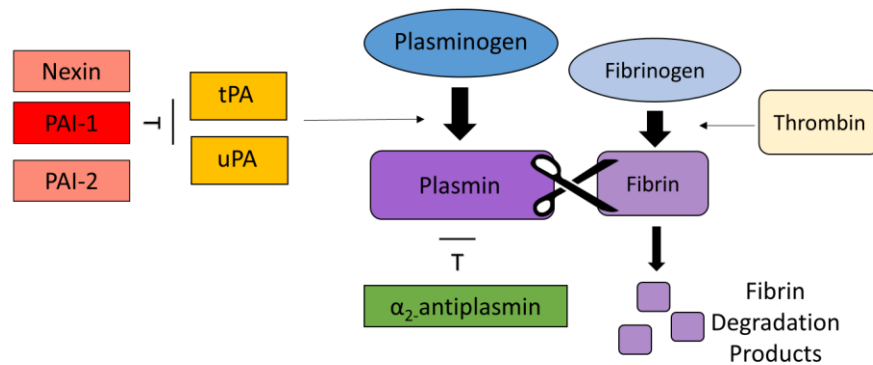 Nexin
PAI-1
PAI-2
T
tPA
uPA
Plasminogen
Plasmin
T
α₂-antiplasmin
Fibrinogen
Thrombin
Fibrin
Fibrin
Degradation
Products